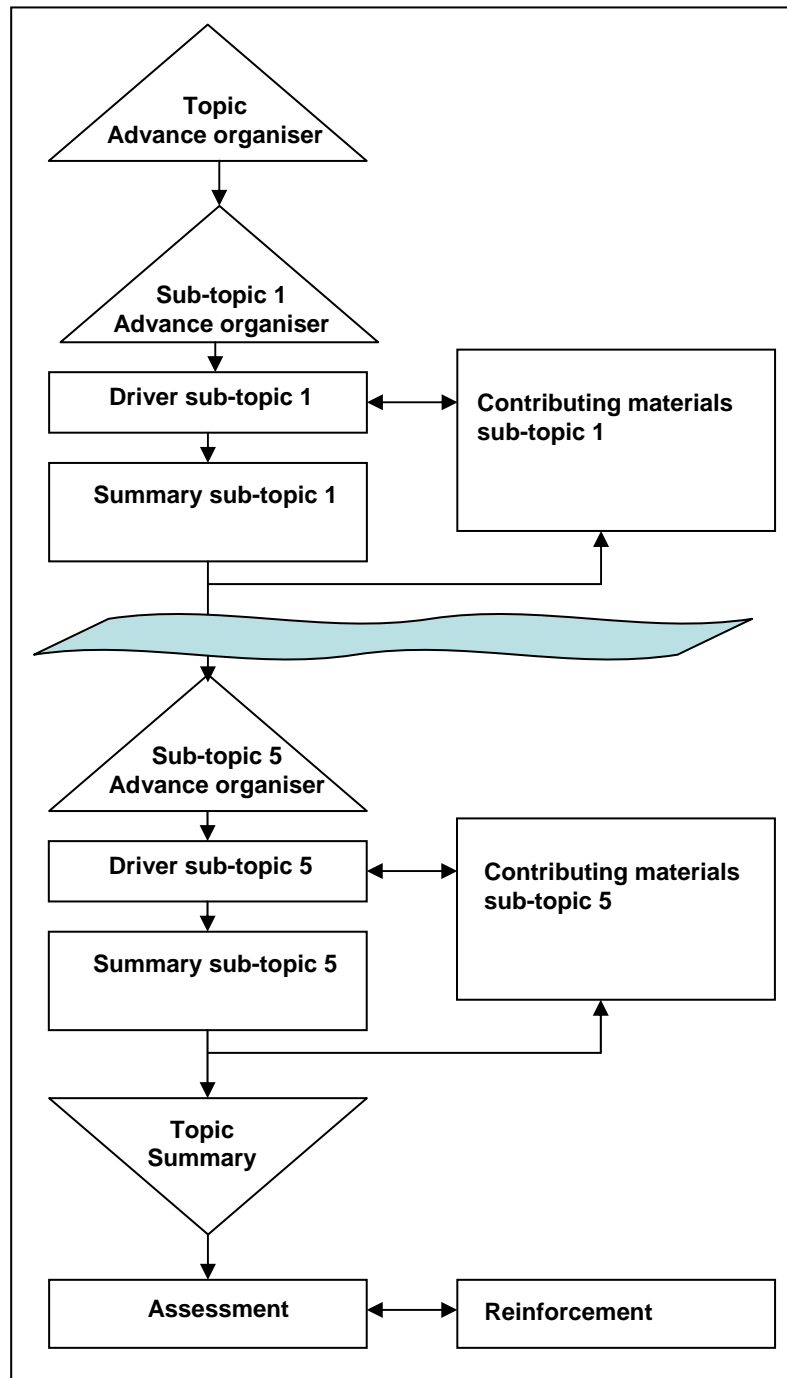 Topic
Advance organiser
Sub-topic 1
Advance organiser
Driver sub-topic 1
Contributing materials
sub-topic 1
Summary sub-topic 1
Sub-topic 5
Advance organiser
Driver sub-topic 5
Contributing materials
sub-topic 5
Summary sub-topic 5
Topic
Summary
Assessment
Reinforcement